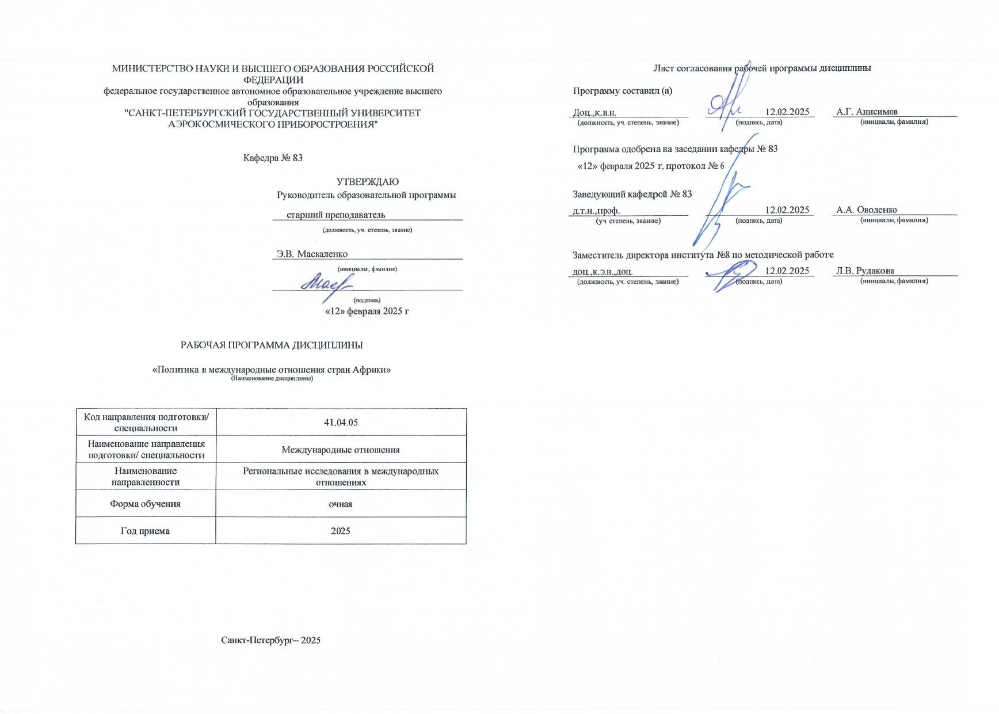 МИНИСТЕРСТВО НАУКИ И ВЫСШЕГО ОБРАЗОВАНИЯ РОССИЙСКОЙ
ФЕДЕРАЦИИ
федеральное государственное автономное образовательное учреждение высшего
образования
"САНКТ-ПЕТЕРБУРГСКИЙ ГОСУДАРСТВЕННЫЙ УНИВЕРСИТЕТ
АЭРОКОСМИЧЕСКОГО ПРИБОРОСТРОЕНИЯ"
Кафедра № 83
УТВЕРЖДАЮ
Руководитель образовательной программы
старший преподаватель
(должность, уч. степень, звание)
Э.В. Маскаленко
(инициалы, фамилия)
(подпись)
«12» февраля 2025 г
РАБОЧАЯ ПРОГРАММА ДИСЦИПЛИНЫ
«Политика и международные отношения стран Африки»
(Наименование дисциплины)
Код направления подготовки/
специальности
41.04.05
Наименование направления
подготовки/ специальности
Международные отношения
Наименование
направленности
Региональные исследования в международных
отношениях
Форма обучения
очная
Год приема
2025
Санкт-Петербург– 2025
Лист согласования рабочей программы дисциплины
Программу составил (а)
Доц.,к.и.н. 12.02.2025 А.Г. Анисимов
(должность, уч. степень, звание) (подпись, дата) (инициалы, фамилия)
Программа одобрена на заседании кафедры № 83
«12» февраля 2025 г, протокол № 6
Заведующий кафедрой № 83
д.т.н.,проф. 12.02.2025 А.А. Оводенко
(уч. степень, звание) (подпись, дата) (инициалы, фамилия)
Заместитель директора института №8 по методической работе
доц.,к.э.н.,доц. 12.02.2025 Л.В. Рудакова
(должность, уч. степень, звание) (подпись, дата) (инициалы, фамилия)